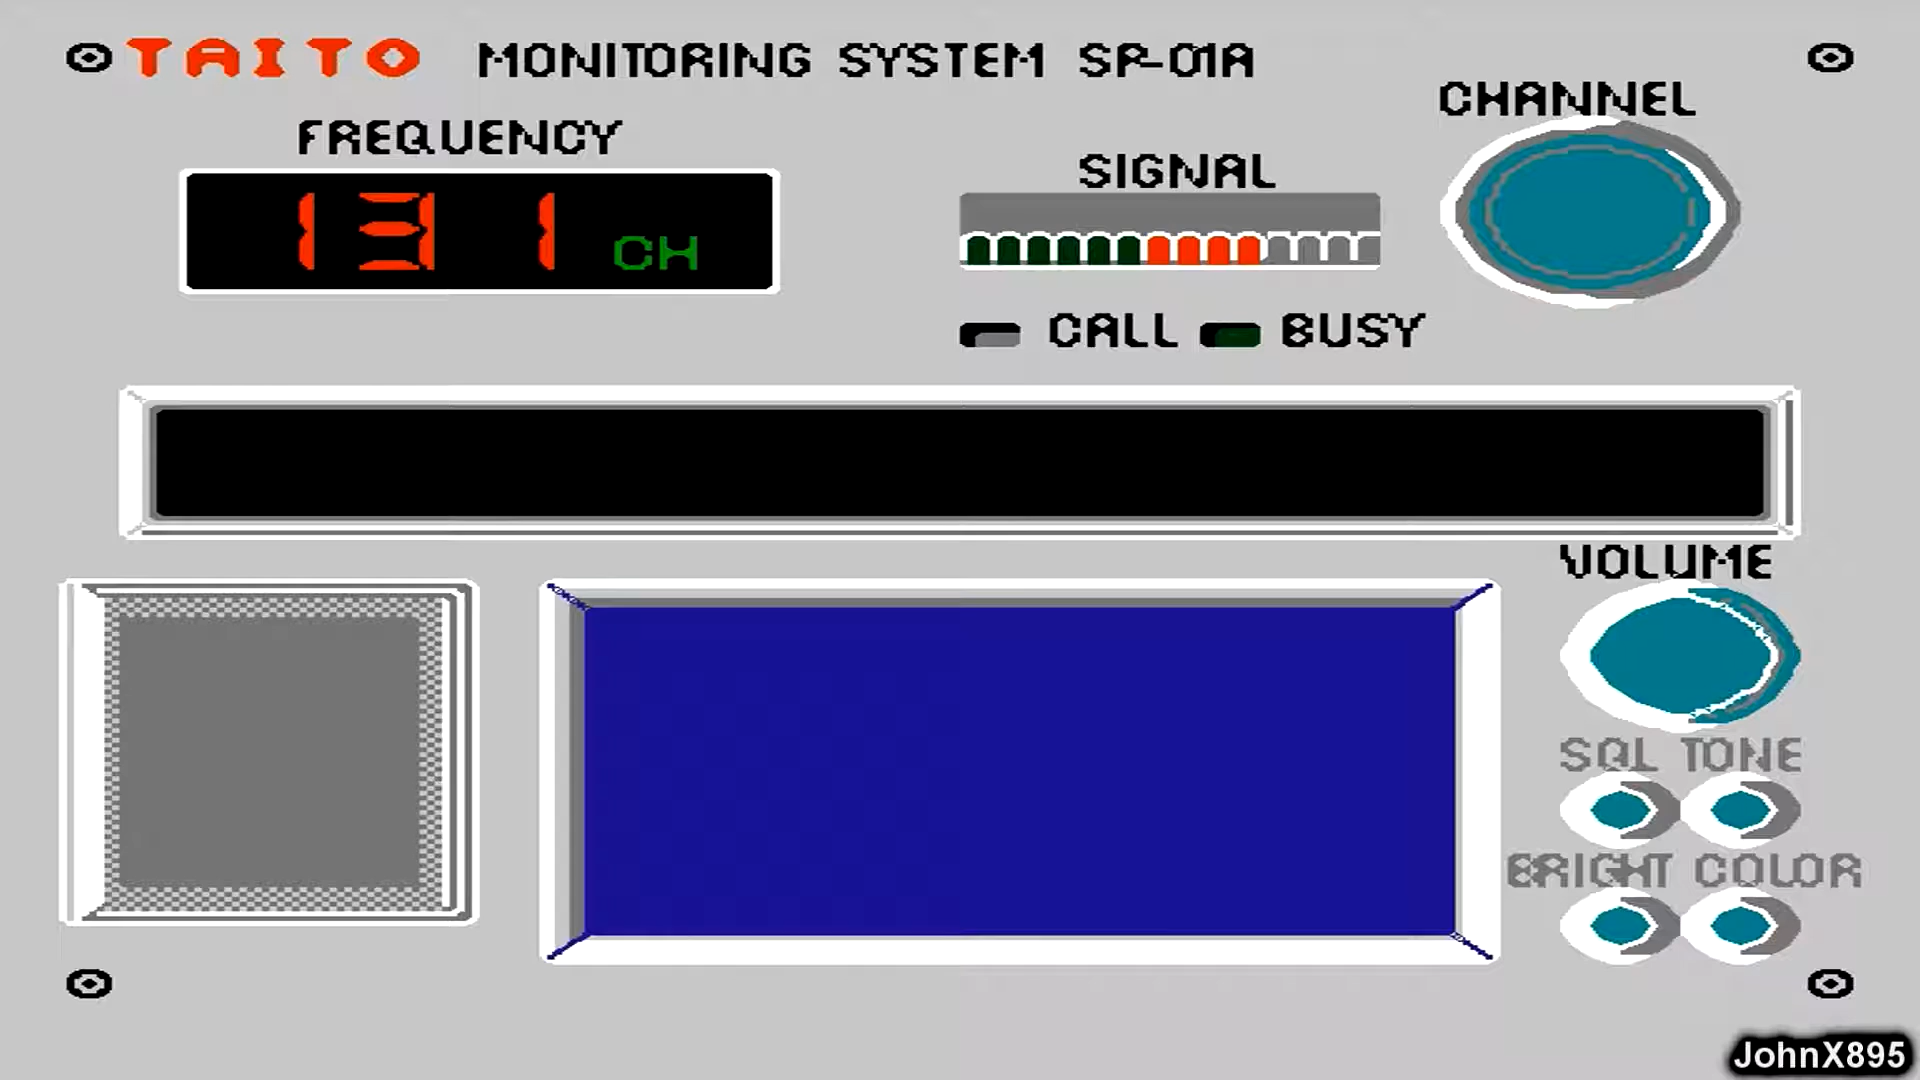 TAITO MONITORING SYSTEM SP-01A
CHANNEL
FREQUENCY
SIGNAL
131 CH
CALL BUSY
VOLUME
SQL TONE
BRIGHT COLOR
JohnX895